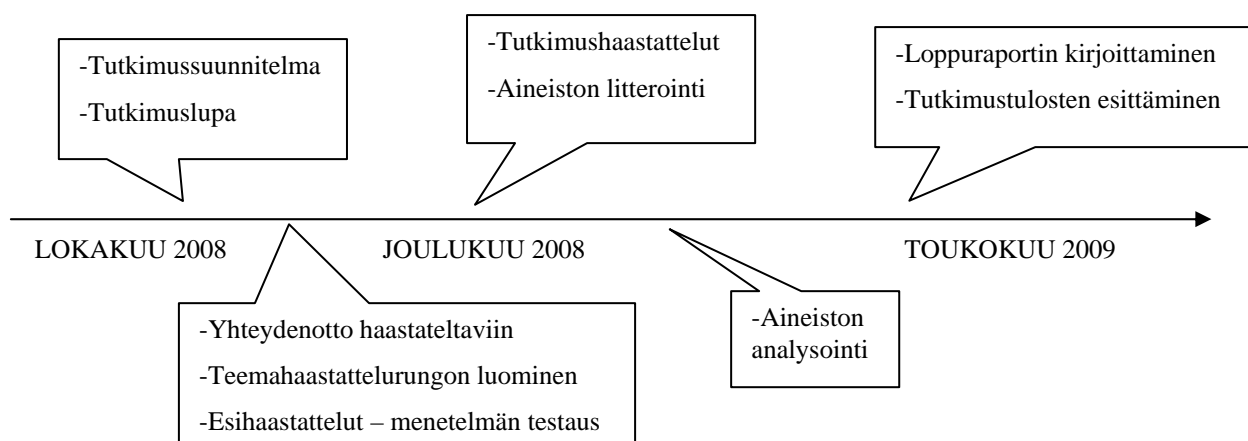 -Tutkimussuunnitelma
-Tutkimuslupa
-Tutkimushaastattelut
-Aineiston litterointi
-Loppuraportin kirjoittaminen
-Tutkimustulosten esittäminen
LOKAKUU 2008
JOULUKUU 2008
TOUKOKUU 2009
-Yhteydenotto haastateltaviin
-Teemahaastattelurungon luominen
-Esihaastattelut – menetelmän testaus
-Aineiston
analysointi